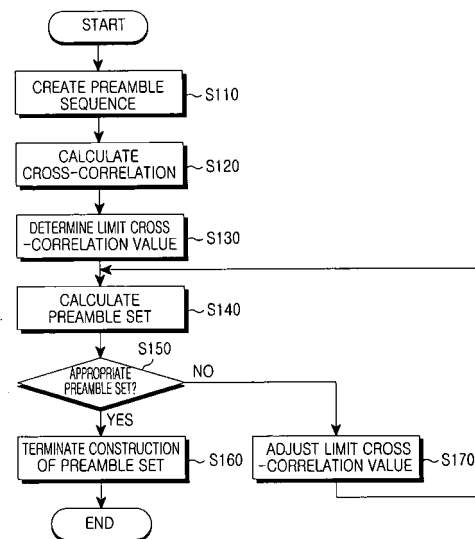 START
CREATE PREAMBLE
SEQUENCE
S110
CALCULATE
CROSS-CORRELATION
S120
DETERMINE LIMIT CROSS
-CORRELATION VALUE
S130
CALCULATE
PREAMBLE SET
S140
S150
APPROPRIATE
PREAMBLE SET?
NO
YES
TERMINATE CONSTRUCTION
OF PREAMBLE SET
S160
ADJUST LIMIT CROSS
-CORRELATION VALUE
S170
END